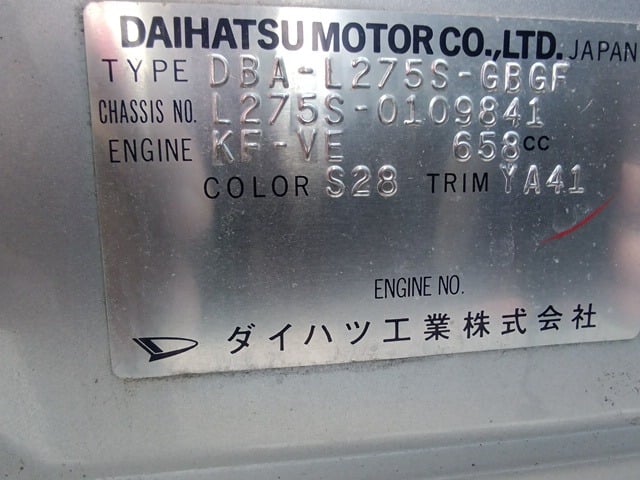 DAIHATSU MOTOR CO.,LTD. JAPAN
TYPE DBA-L275S-GBGF
CHASSIS NO. L275S-0109841
ENGINE KF-VE 658cc
COLOR S28 TRIM YA41
ENGINE NO.
ダイハツ工業株式会社